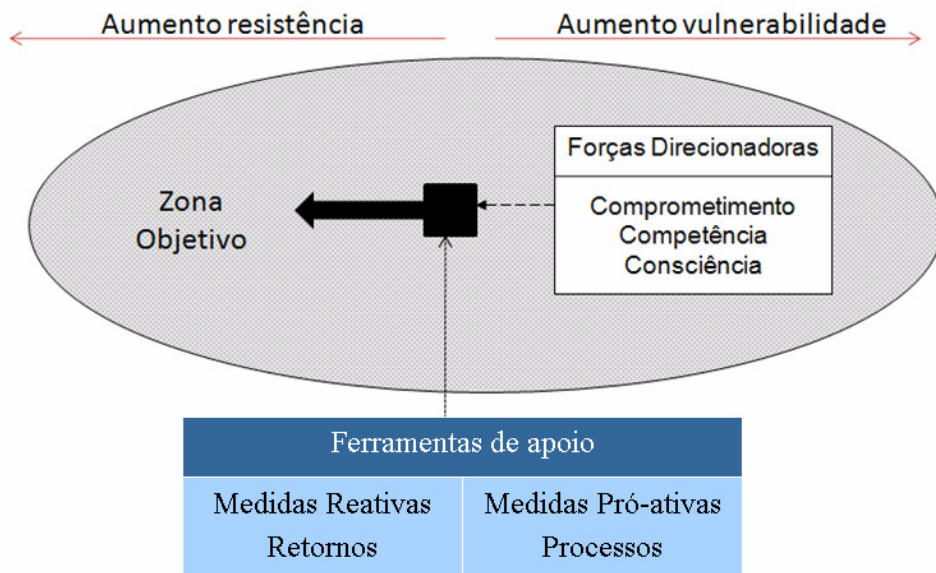 Aumento resistência
Aumento vulnerabilidade
Zona
Objetivo
Forças Direcionadoras
Comprometimento
Competência
Consciência
Ferramentas de apoio
Medidas Reativas
Retornos
Medidas Pró-ativas
Processos